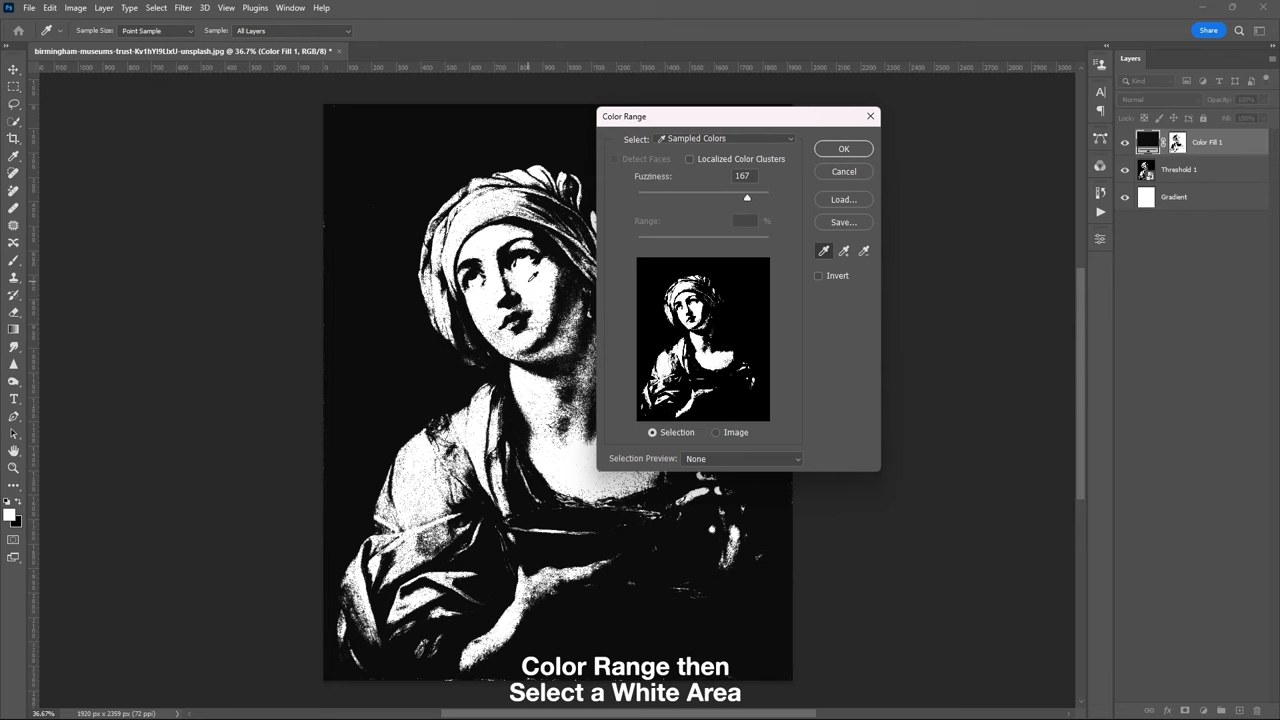 Ps File Edit Image Layer Type Select Filter 3D View Plugins Window Help
Sample Size: Point Sample Sample: All Layers Share
birmingham-museums-trust-Kv1hYI9LIxU-unsplash.jpg @ 36.7% (Color Fill 1, RGB/8) * ×
Color Range
Select: Sampled Colors
Detect Faces Localized Color Clusters
Fuzziness: 167
Range: %
Selection Image
Selection Preview: None
OK
Cancel
Load...
Save...
Invert
Layers
Kind
Normal Opacity: 100%
Lock: Fill: 100%
Color Fill 1
Threshold 1
Gradient
Color Range then
Select a White Area
36.67% 1920 px x 2359 px (72 ppi)